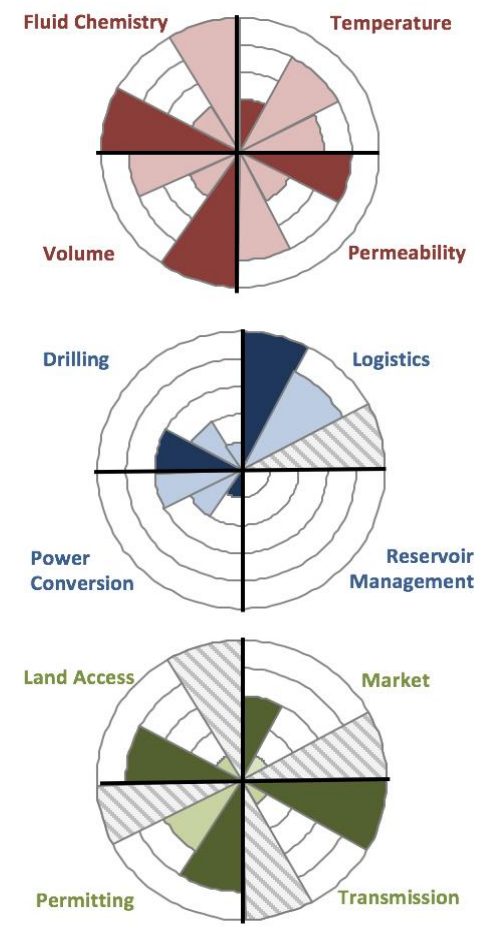 Fluid Chemistry
Temperature
Volume
Permeability
Drilling
Logistics
Power
Conversion
Reservoir
Management
Land Access
Market
Permitting
Transmission